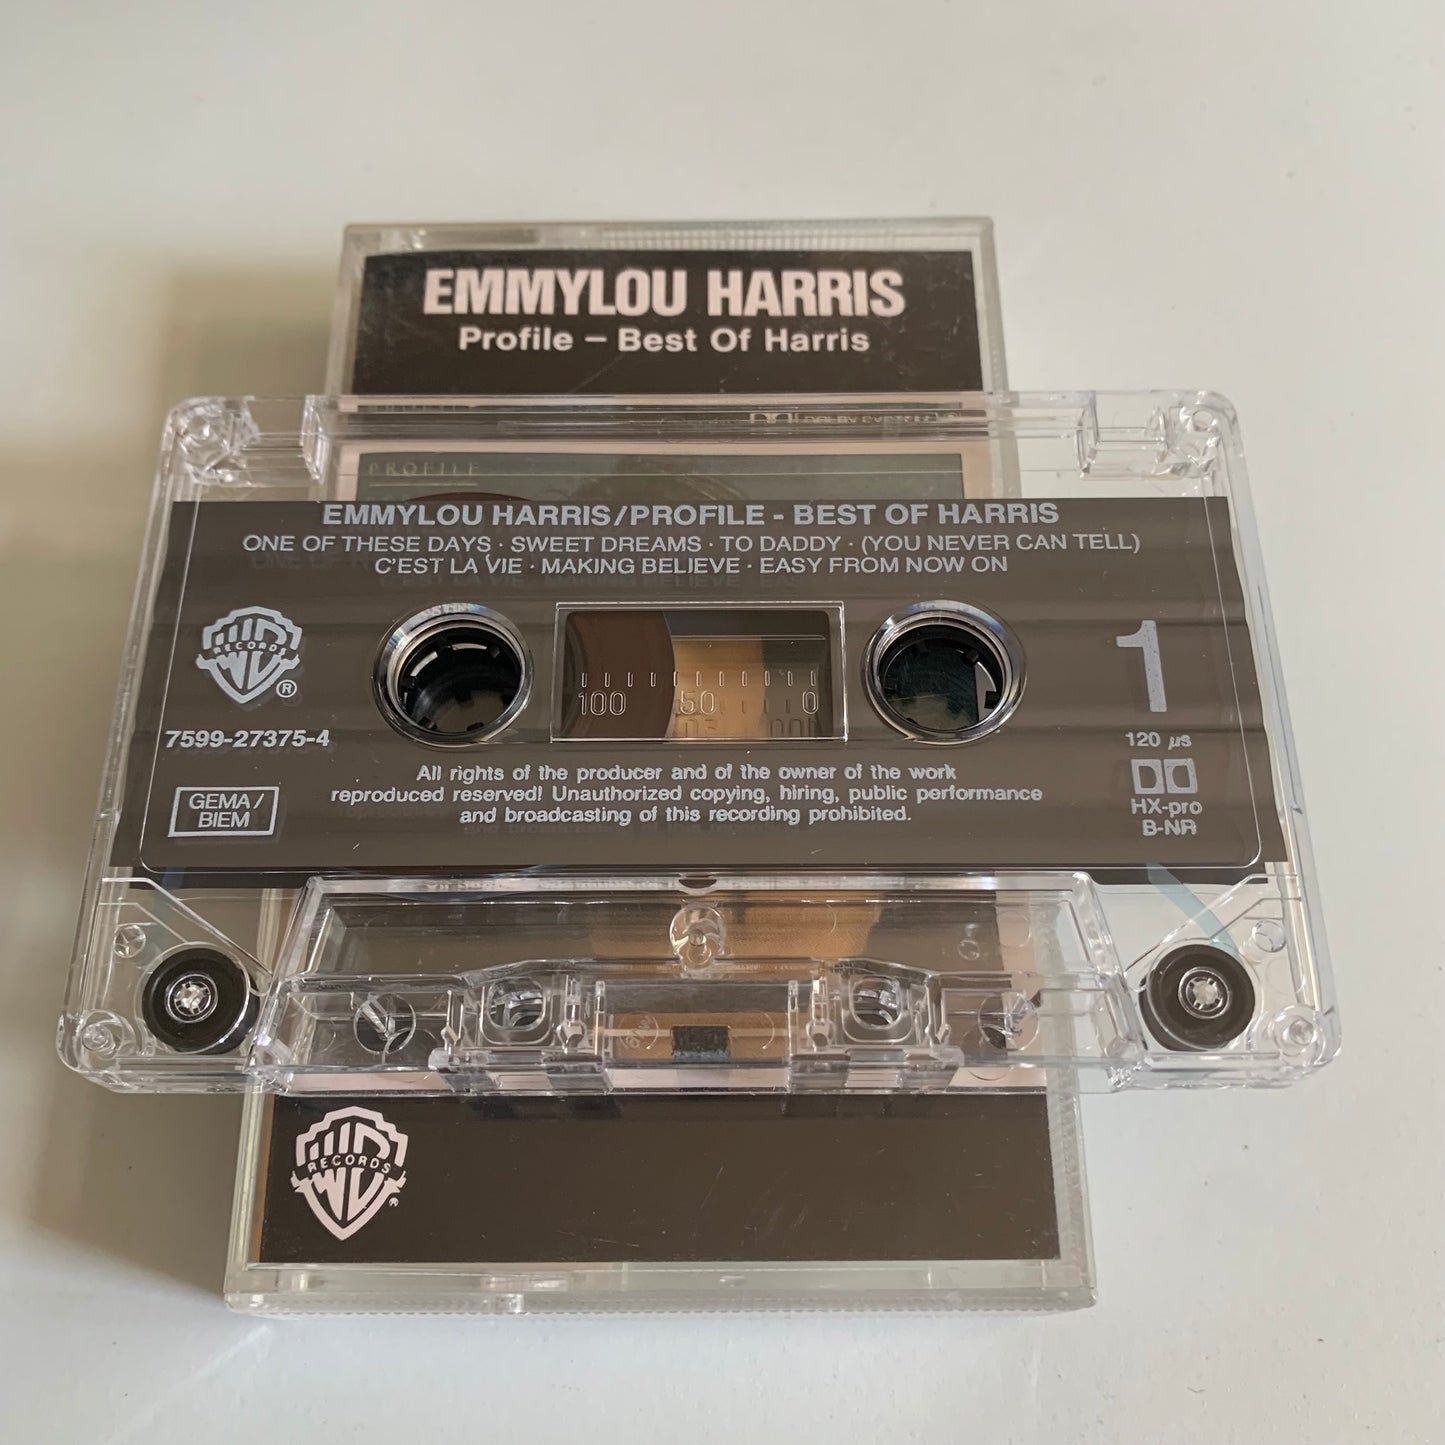 EMMYLOU HARRIS
Profile – Best Of Harris
PROFILE
EMMYLOU HARRIS/PROFILE - BEST OF HARRIS
ONE OF THESE DAYS · SWEET DREAMS · TO DADDY · (YOU NEVER CAN TELL)
C'EST LA VIE · MAKING BELIEVE · EASY FROM NOW ON
RECORDS
®
1
100 50 0
7599-27375-4
120 µs
GEMA/
BIEM
HX-pro
B-NR
All rights of the producer and of the owner of the work
reproduced reserved! Unauthorized copying, hiring, public performance
and broadcasting of this recording prohibited.
RECORDS
®